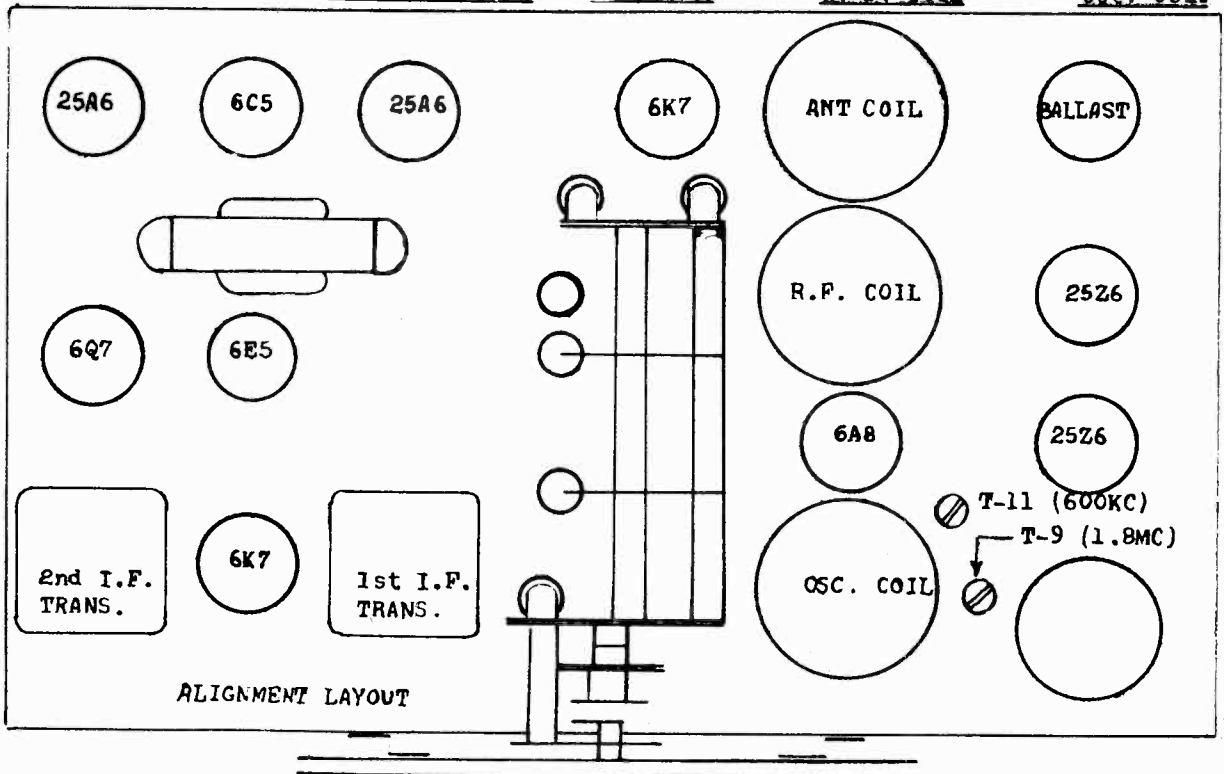 25A6 6C5 25A6 6K7 ANT COIL BALLAST
R.F. COIL 25Z6
6Q7 6E5
6A8 25Z6
T-11 (600KC)
T-9 (1.8MC)
2nd I.F.
TRANS.
6K7
1st I.F.
TRANS.
OSC. COIL
ALIGNMENT LAYOUT